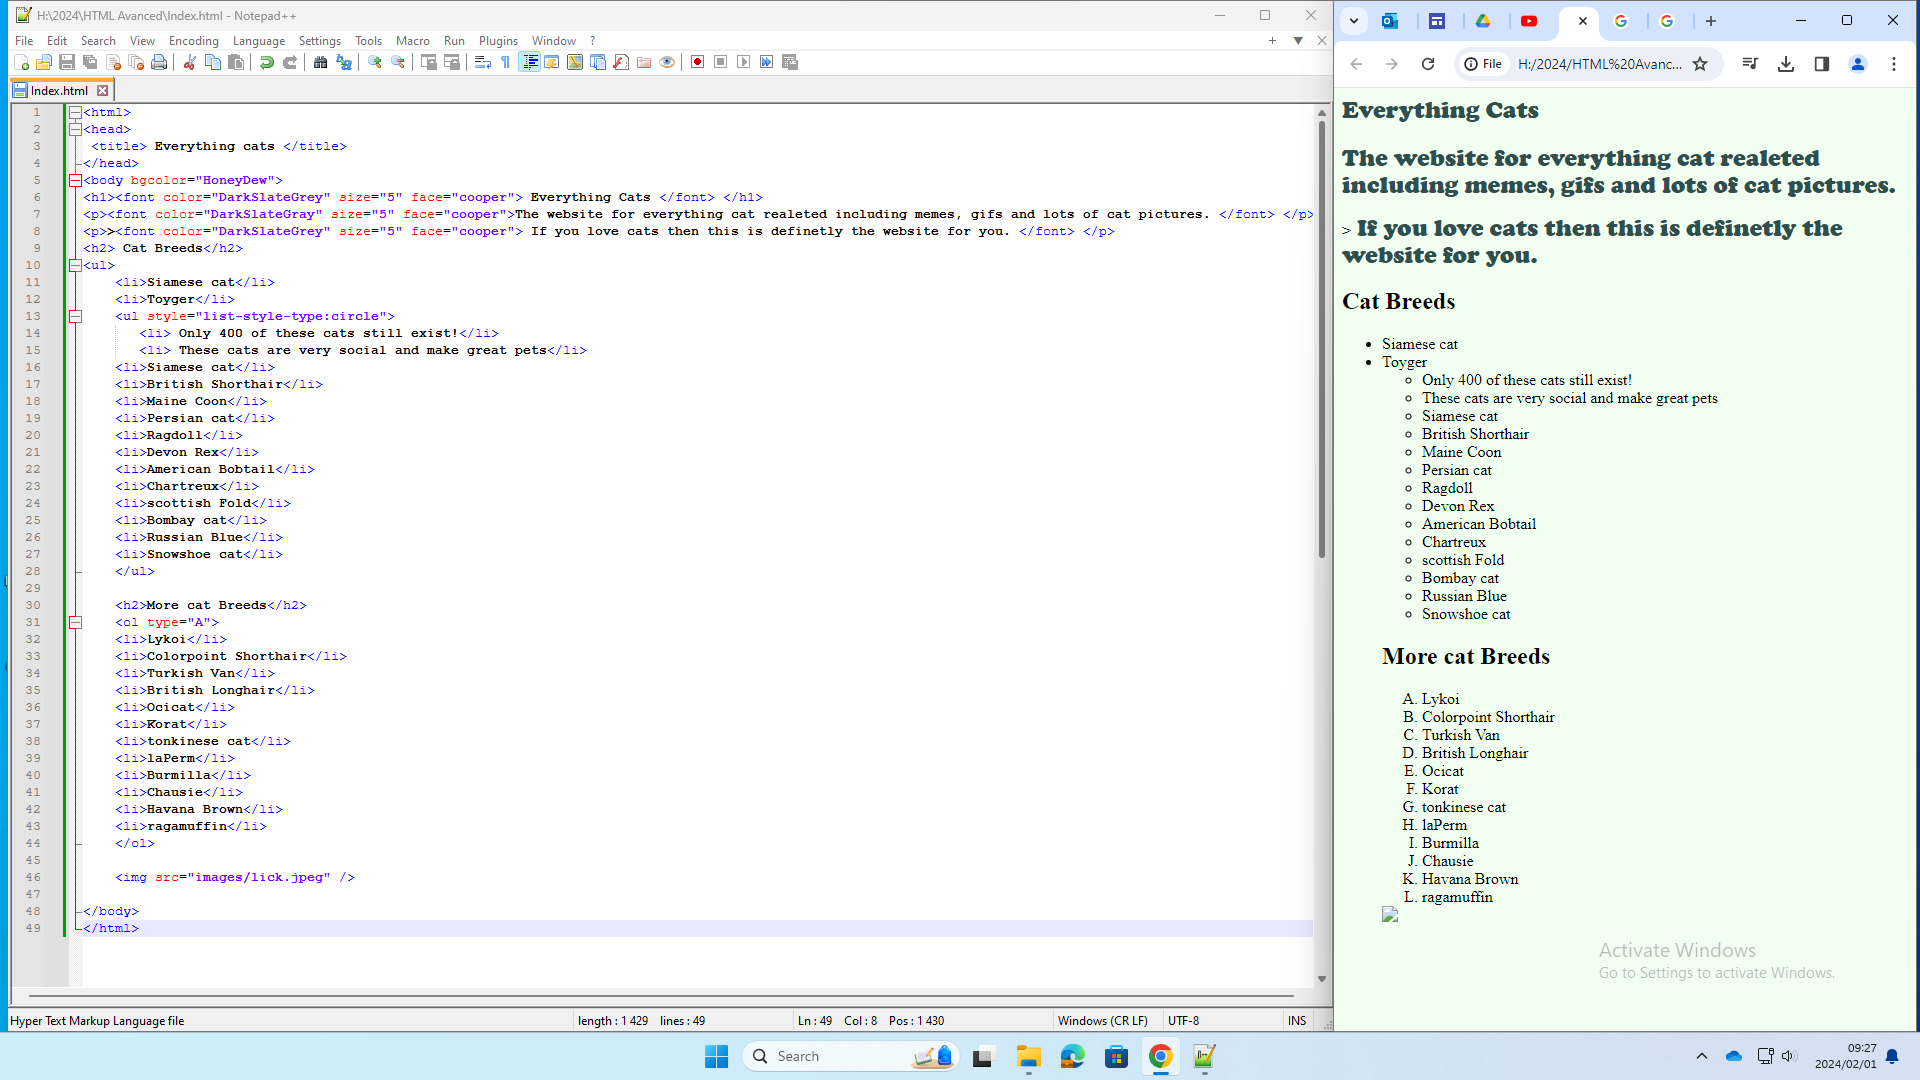 H:\2024\HTML Avanced\Index.html - Notepad++
File Edit Search View Encoding Language Settings Tools Macro Run Plugins Window ?
Index.html
1 <html>
2 <head>
3 <title> Everything cats </title>
4 </head>
5 <body bgcolor="HoneyDew">
6 <h1><font color="DarkSlateGrey" size="5" face="cooper"> Everything Cats </font> </h1>
7 <p><font color="DarkSlateGray" size="5" face="cooper">The website for everything cat realeted including memes, gifs and lots of cat pictures. </font> </p>
8 <p>><font color="DarkSlateGrey" size="5" face="cooper"> If you love cats then this is definetly the website for you. </font> </p>
9 <h2> Cat Breeds</h2>
10 <ul>
11 <li>Siamese cat</li>
12 <li>Toyger</li>
13 <ul style="list-style-type:circle">
14 <li> Only 400 of these cats still exist!</li>
15 <li> These cats are very social and make great pets</li>
16 <li>Siamese cat</li>
17 <li>British Shorthair</li>
18 <li>Maine Coon</li>
19 <li>Persian cat</li>
20 <li>Ragdoll</li>
21 <li>Devon Rex</li>
22 <li>American Bobtail</li>
23 <li>Chartreux</li>
24 <li>scottish Fold</li>
25 <li>Bombay cat</li>
26 <li>Russian Blue</li>
27 <li>Snowshoe cat</li>
28 </ul>
29
30 <h2>More cat Breeds</h2>
31 <ol type="A">
32 <li>Lykoi</li>
33 <li>Colorpoint Shorthair</li>
34 <li>Turkish Van</li>
35 <li>British Longhair</li>
36 <li>Ocicat</li>
37 <li>Korat</li>
38 <li>tonkinese cat</li>
39 <li>laPerm</li>
40 <li>Burmilla</li>
41 <li>Chausie</li>
42 <li>Havana Brown</li>
43 <li>ragamuffin</li>
44 </ol>
45
46 <img src="images/lick.jpeg" />
47
48 </body>
49 </html>
Hyper Text Markup Language file length : 1 429 lines : 49 Ln : 49 Col : 8 Pos : 1 430 Windows (CR LF) UTF-8 INS
File H:/2024/HTML%20Avanc...
Everything Cats
The website for everything cat realeted
including memes, gifs and lots of cat pictures.
> If you love cats then this is definetly the
website for you.
Cat Breeds
Siamese cat
Toyger
Only 400 of these cats still exist!
These cats are very social and make great pets
Siamese cat
British Shorthair
Maine Coon
Persian cat
Ragdoll
Devon Rex
American Bobtail
Chartreux
scottish Fold
Bombay cat
Russian Blue
Snowshoe cat
More cat Breeds
A. Lykoi
B. Colorpoint Shorthair
C. Turkish Van
D. British Longhair
E. Ocicat
F. Korat
G. tonkinese cat
H. laPerm
I. Burmilla
J. Chausie
K. Havana Brown
L. ragamuffin
Activate Windows
Go to Settings to activate Windows.
Search
09:27
2024/02/01